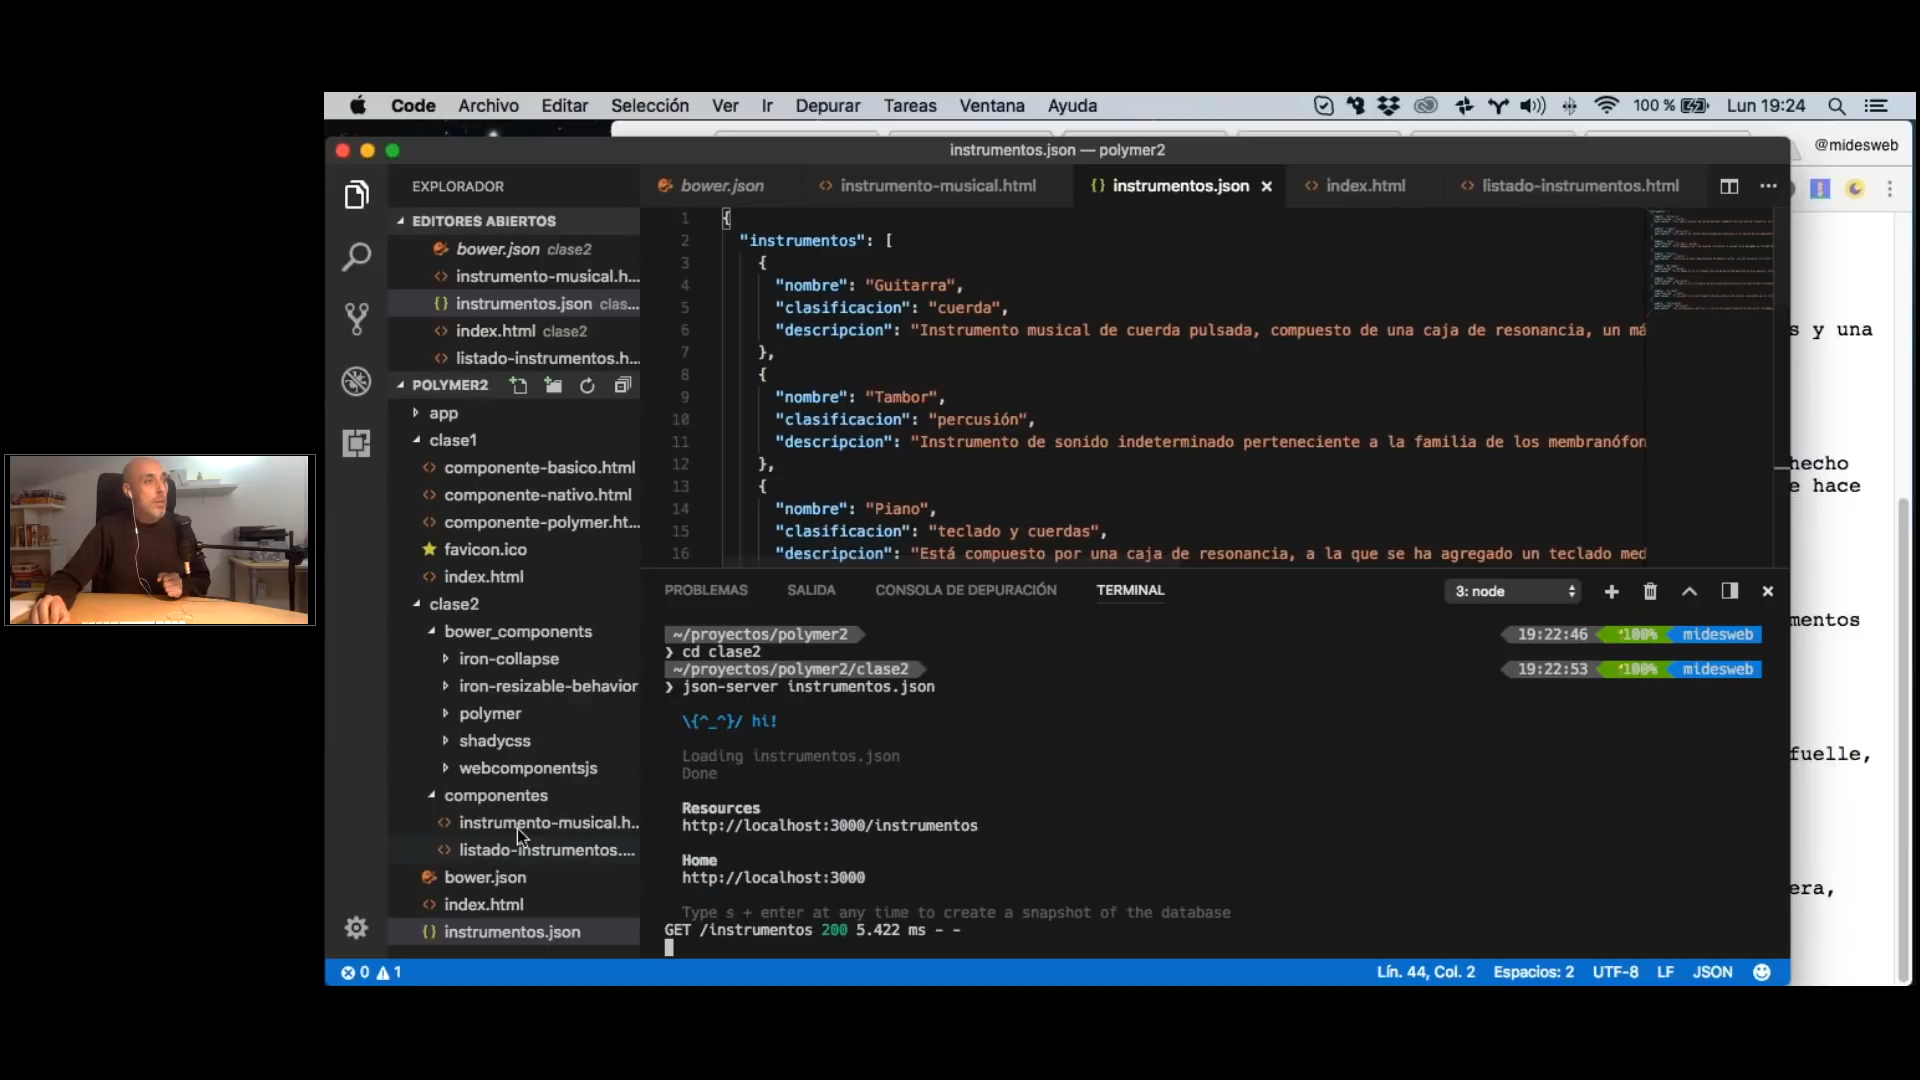 Code Archivo Editar Selección Ver Ir Depurar Tareas Ventana Ayuda 100 % Lun 19:24
instrumentos.json — polymer2
@midesweb
EXPLORADOR
EDITORES ABIERTOS
bower.json clase2
instrumento-musical.h...
{} instrumentos.json clas...
<> index.html clase2
<> listado-instrumentos.h...
POLYMER2
app
clase1
<> componente-basico.html
<> componente-nativo.html
<> componente-polymer.ht...
favicon.ico
<> index.html
clase2
bower_components
iron-collapse
iron-resizable-behavior
polymer
shadycss
webcomponentsjs
componentes
<> instrumento-musical.h..
<> listado-instrumentos....
bower.json
<> index.html
{} instrumentos.json
bower.json <> instrumento-musical.html {} instrumentos.json × <> index.html <> listado-instrumentos.html ...
1 {
2 "instrumentos": [
3 {
4 "nombre": "Guitarra",
5 "clasificacion": "cuerda",
6 "descripcion": "Instrumento musical de cuerda pulsada, compuesto de una caja de resonancia, un má
7 },
8 {
9 "nombre": "Tambor",
10 "clasificacion": "percusión",
11 "descripcion": "Instrumento de sonido indeterminado perteneciente a la familia de los membranófon
12 },
13 {
14 "nombre": "Piano",
15 "clasificacion": "teclado y cuerdas",
16 "descripcion": "Está compuesto por una caja de resonancia, a la que se ha agregado un teclado med
PROBLEMAS SALIDA CONSOLA DE DEPURACIÓN TERMINAL 3: node
~/proyectos/polymer2 19:22:46 100% midesweb
❯ cd clase2
~/proyectos/polymer2/clase2 19:22:53 100% midesweb
❯ json-server instrumentos.json
\{^_^}/ hi!
Loading instrumentos.json
Done
Resources
http://localhost:3000/instrumentos
Home
http://localhost:3000
Type s + enter at any time to create a snapshot of the database
GET /instrumentos 200 5.422 ms - -
0 1 Lín. 44, Col. 2 Espacios: 2 UTF-8 LF JSON
s y una
hecho
e hace
mentos
fuelle,
era,